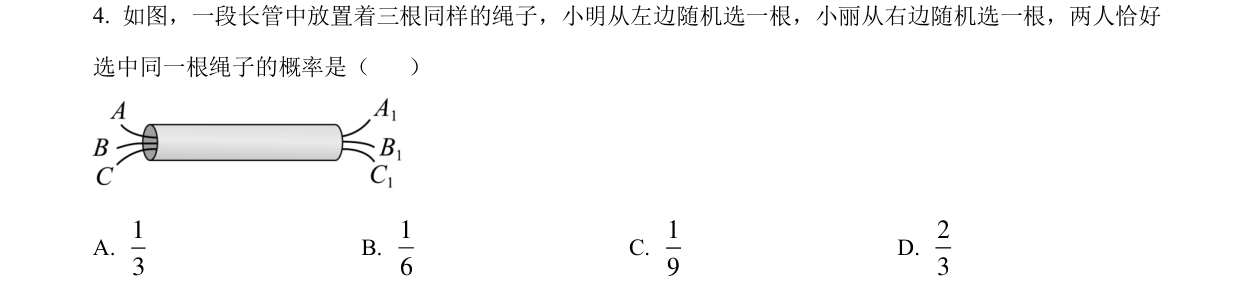 4. 如图，一段长管中放置着三根同样的绳子，小明从左边随机选一根，小丽从右边随机选一根，两人恰好
选中同一根绳子的概率是（　　）
A　A₁
B　B₁
C　C₁
A. 1/3　B. 1/6　C. 1/9　D. 2/3